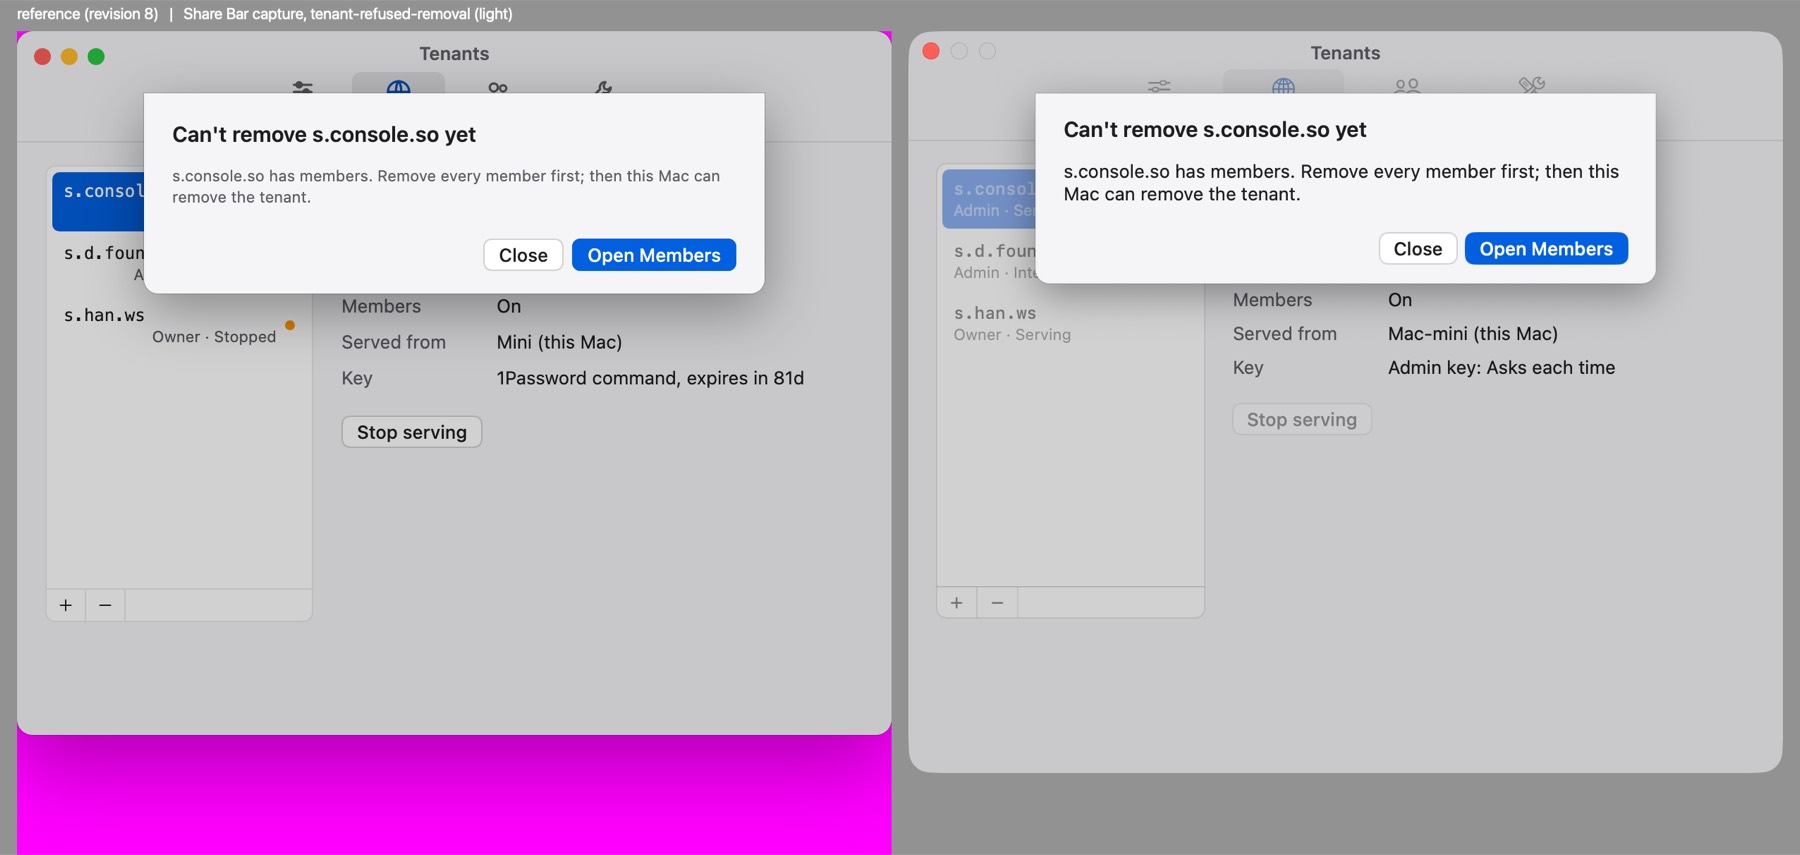 reference (revision 8) | Share Bar capture, tenant-refused-removal (light)
Tenants
Can't remove s.console.so yet
s.console.so has members. Remove every member first; then this Mac can
remove the tenant.
Close
Open Members
s.consol
s.d.foun
A
s.han.ws
Owner · Stopped
Members On
Served from Mini (this Mac)
Key 1Password command, expires in 81d
Stop serving
+ −
Tenants
Can't remove s.console.so yet
s.console.so has members. Remove every member first; then this
Mac can remove the tenant.
Close
Open Members
s.consol
Admin · Ser
s.d.foun
Admin · Inte
s.han.ws
Owner · Serving
Members On
Served from Mac-mini (this Mac)
Key Admin key: Asks each time
Stop serving
+ −